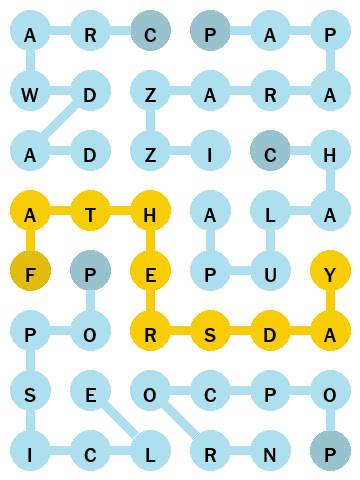 A R C P A P
W D Z A R A
A D Z I C H
A T H A L A
F P E P U Y
P O R S D A
S E O C P O
I C L R N P